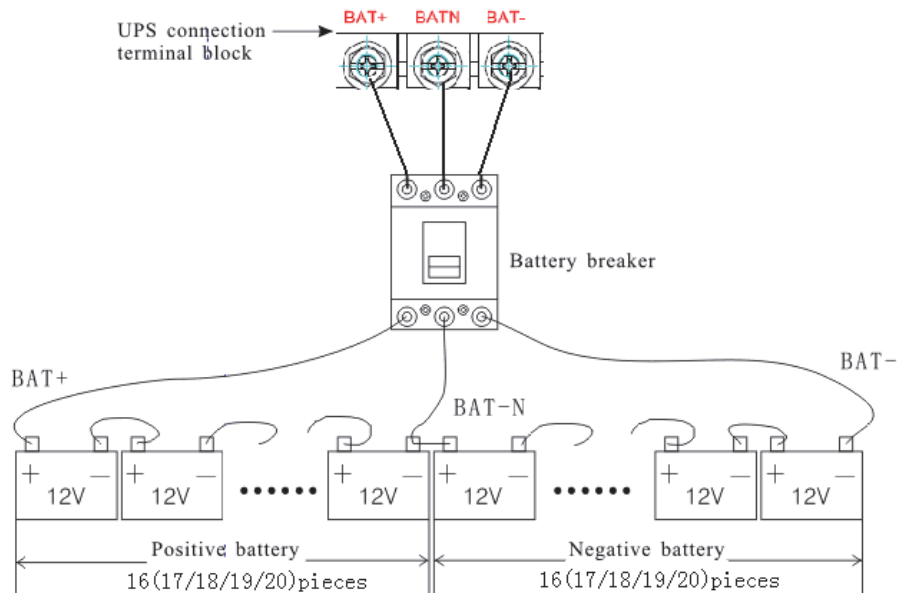 BAT+ BATN BAT-
UPS connection
terminal block
Battery breaker
BAT+
BAT-
BAT-N
+ − + − + − + − + − + −
12V 12V •••••• 12V 12V •••••• 12V 12V
Positive battery Negative battery
16(17/18/19/20)pieces 16(17/18/19/20)pieces